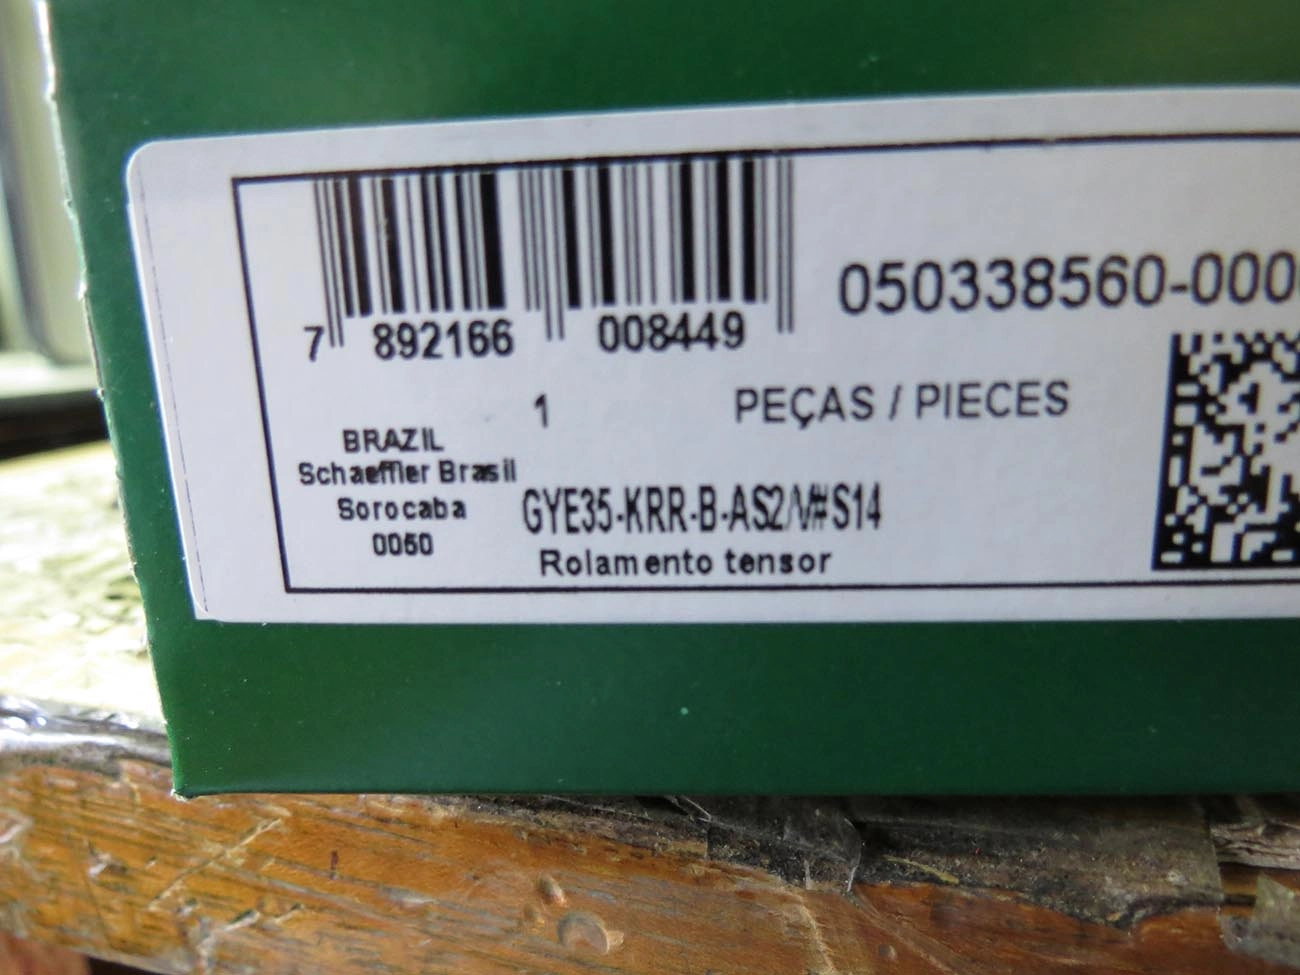 7 892166 008449
050338560-000
1 PEÇAS / PIECES
BRAZIL
Schaeffler Brasil
Sorocaba
0050
GYE35-KRR-B-AS2/V#S14
Rolamento tensor